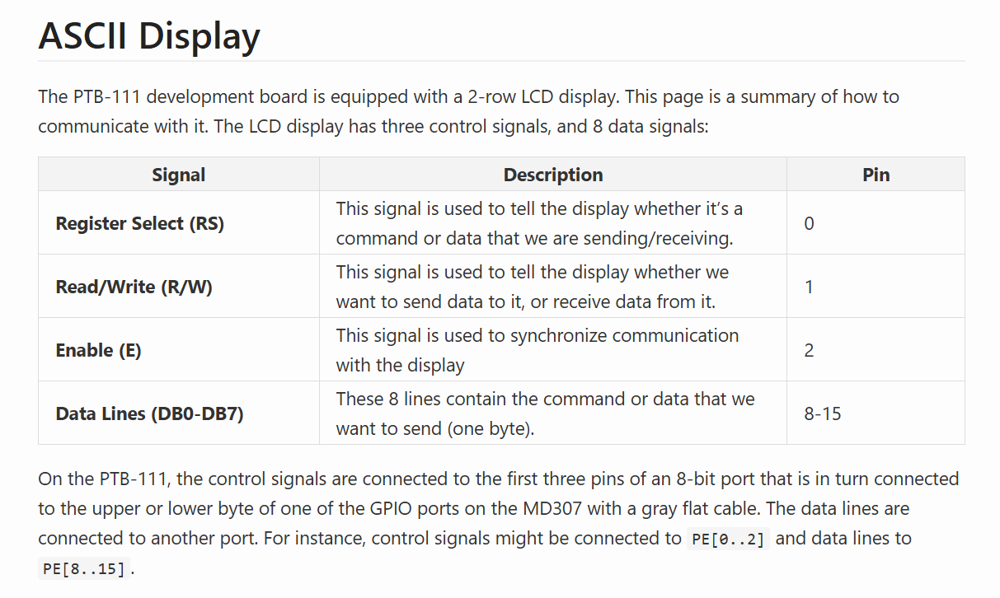 ASCII Display
The PTB-111 development board is equipped with a 2-row LCD display. This page is a summary of how to
communicate with it. The LCD display has three control signals, and 8 data signals:
Signal Description Pin
Register Select (RS) This signal is used to tell the display whether it’s a
command or data that we are sending/receiving. 0
Read/Write (R/W) This signal is used to tell the display whether we
want to send data to it, or receive data from it. 1
Enable (E) This signal is used to synchronize communication
with the display 2
Data Lines (DB0-DB7) These 8 lines contain the command or data that we
want to send (one byte). 8-15
On the PTB-111, the control signals are connected to the first three pins of an 8-bit port that is in turn connected
to the upper or lower byte of one of the GPIO ports on the MD307 with a gray flat cable. The data lines are
connected to another port. For instance, control signals might be connected to PE[0..2] and data lines to
PE[8..15].